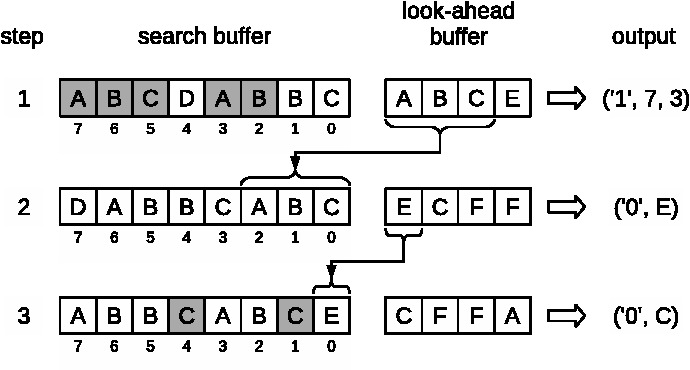 step search buffer look-ahead buffer output
1 A B C D A B B C A B C E ('1', 7, 3)
7 6 5 4 3 2 1 0
2 D A B B C A B C E C F F ('0', E)
7 6 5 4 3 2 1 0
3 A B B C A B C E C F F A ('0', C)
7 6 5 4 3 2 1 0